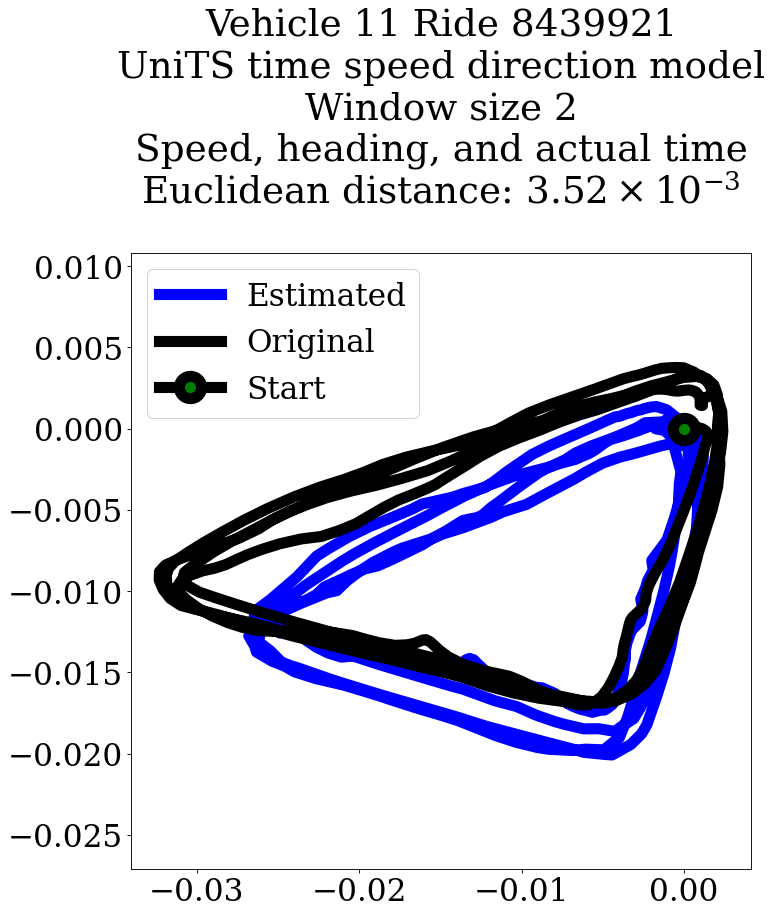 Vehicle 11 Ride 8439921
UniTS time speed direction model
Window size 2
Speed, heading, and actual time
Euclidean distance: 3.52 × 10⁻³
0.010
0.005
0.000
−0.005
−0.010
−0.015
−0.020
−0.025
Estimated
Original
Start
−0.03
−0.02
−0.01
0.00